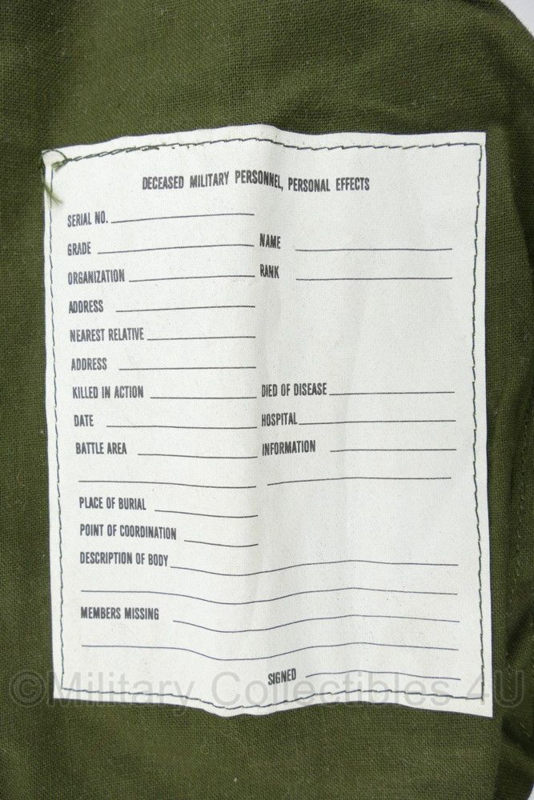 DECEASED MILITARY PERSONNEL, PERSONAL EFFECTS
SERIAL NO.
GRADE NAME
ORGANIZATION RANK
ADDRESS
NEAREST RELATIVE
ADDRESS
KILLED IN ACTION DIED OF DISEASE
DATE HOSPITAL
BATTLE AREA INFORMATION
PLACE OF BURIAL
POINT OF COORDINATION
DESCRIPTION OF BODY
MEMBERS MISSING
SIGNED
©Military Collectibles 4U